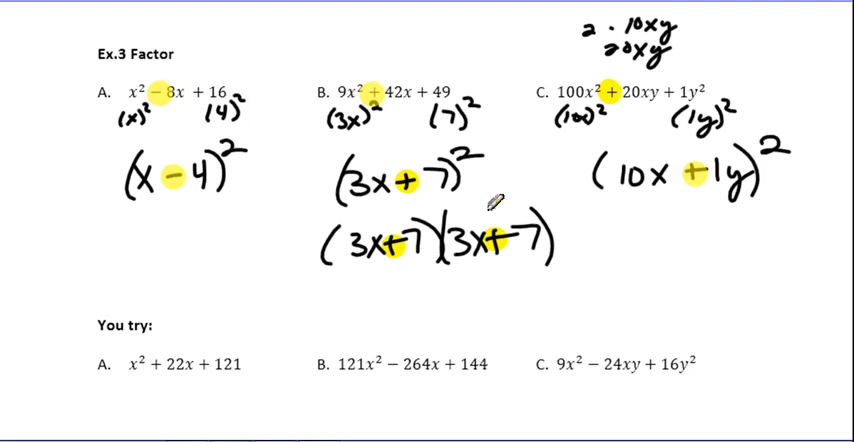 2 · 10xy
20xy
Ex.3 Factor
A. x² − 8x + 16
B. 9x² + 42x + 49
C. 100x² + 20xy + 1y²
(x)² (4)²
(3x)² (7)²
(10x)² (1y)²
(x − 4)²
(3x + 7)²
(10x + 1y)²
(3x+7)(3x+7)
You try:
A. x² + 22x + 121
B. 121x² − 264x + 144
C. 9x² − 24xy + 16y²